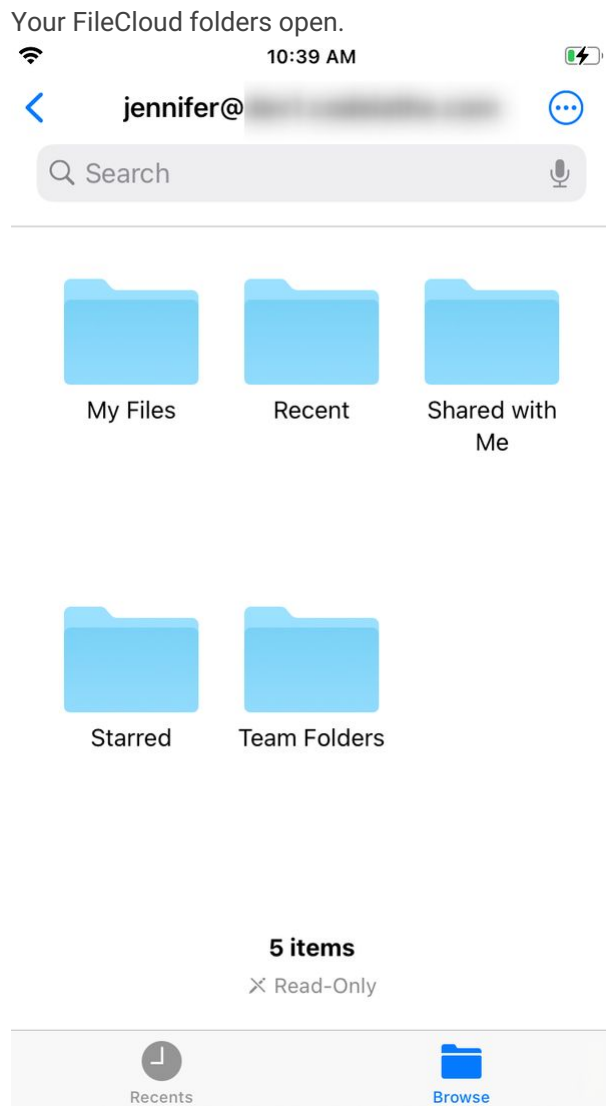 Your FileCloud folders open.
10:39 AM
jennifer@
Search
My Files
Recent
Shared with
Me
Starred
Team Folders
5 items
Read-Only
Recents
Browse